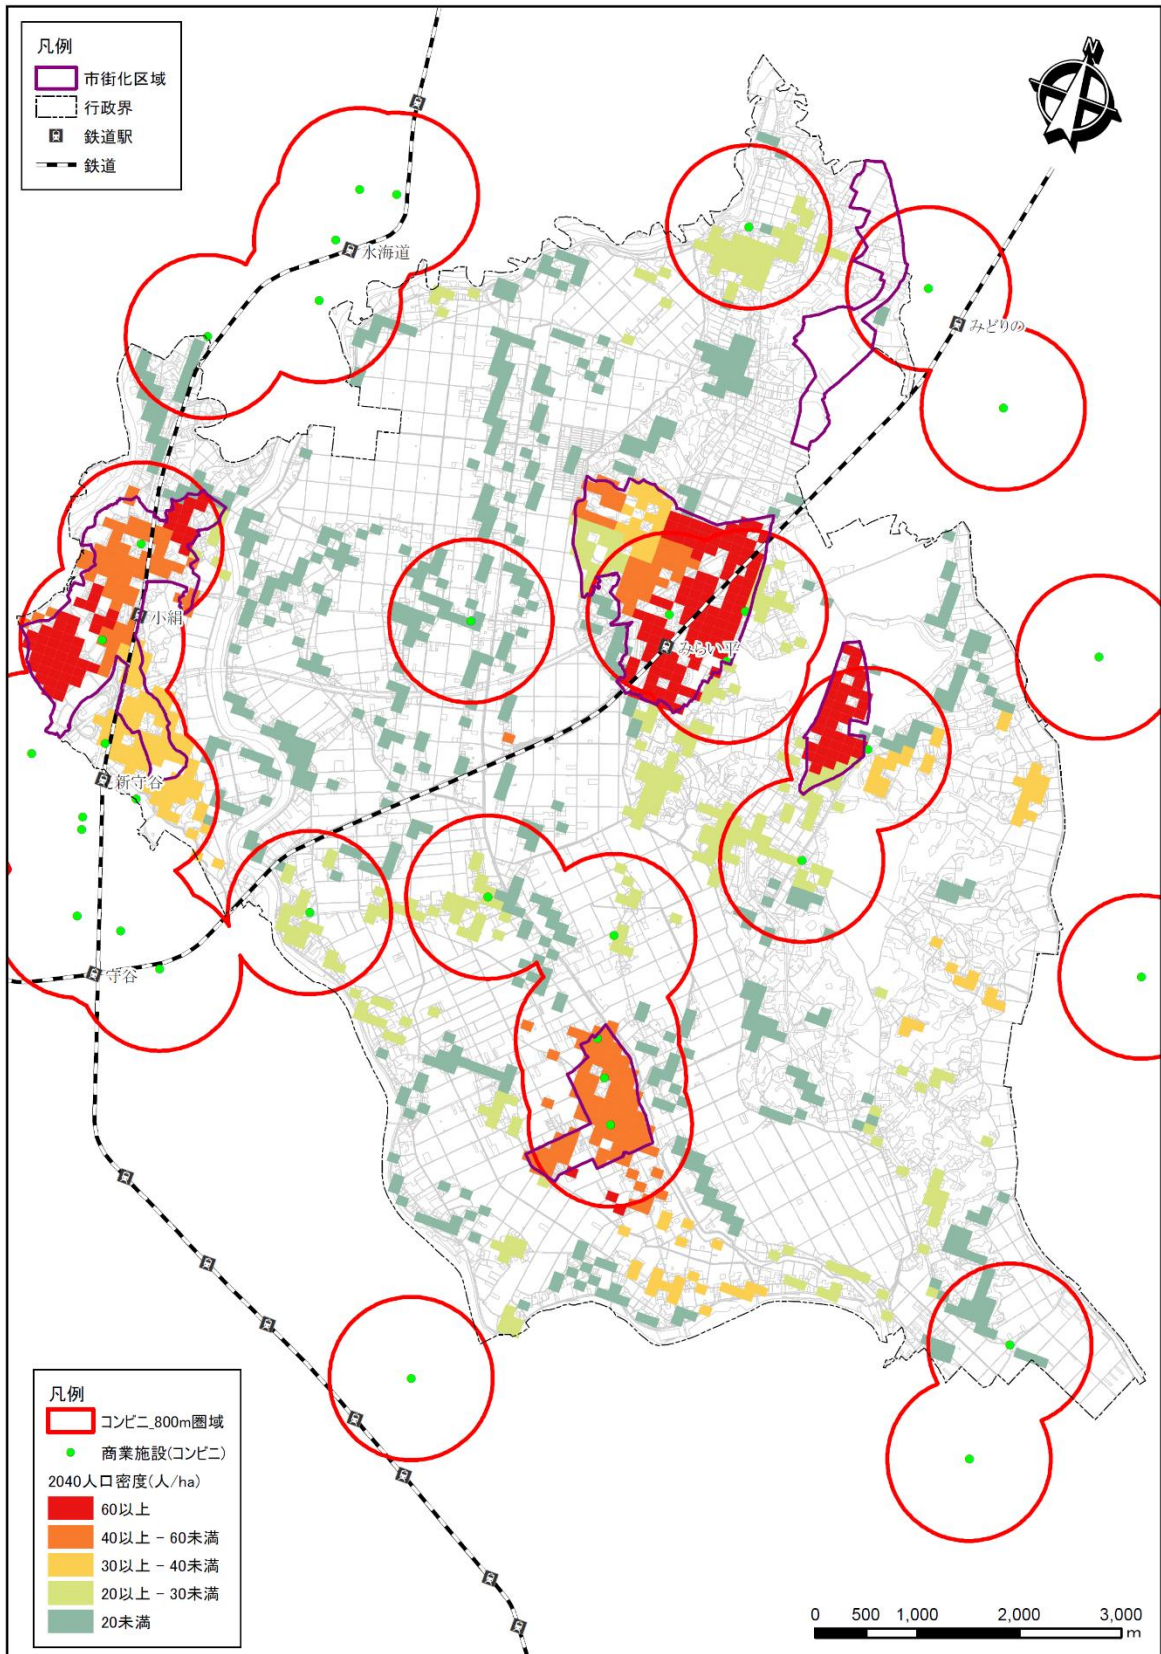 凡例
市街化区域
行政界
鉄道駅
鉄道
N
水海道
みどりの
小絹
みらい平
新守谷
守谷
凡例
コンビニ_800m圏域
商業施設(コンビニ)
2040人口密度(人/ha)
60以上
40以上 - 60未満
30以上 - 40未満
20以上 - 30未満
20未満
0 500 1,000 2,000 3,000
m